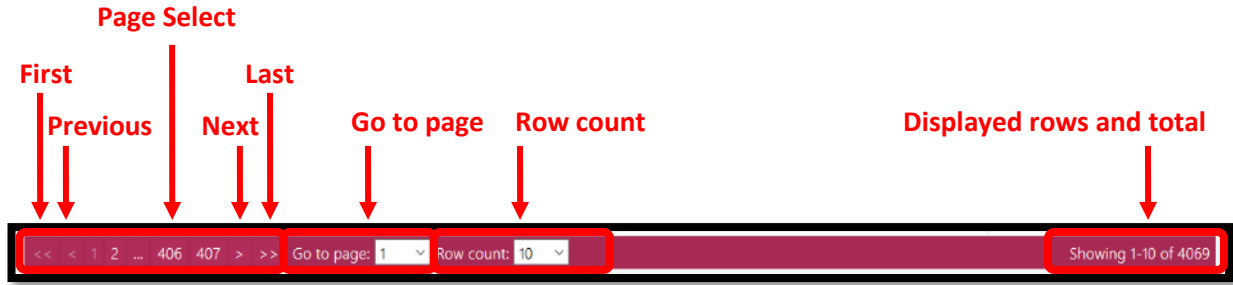 Page Select
First
Last
Previous
Next
Go to page
Row count
Displayed rows and total
<< < 1 2 ... 406 407 > >> Go to page: 1 Row count: 10 Showing 1-10 of 4069